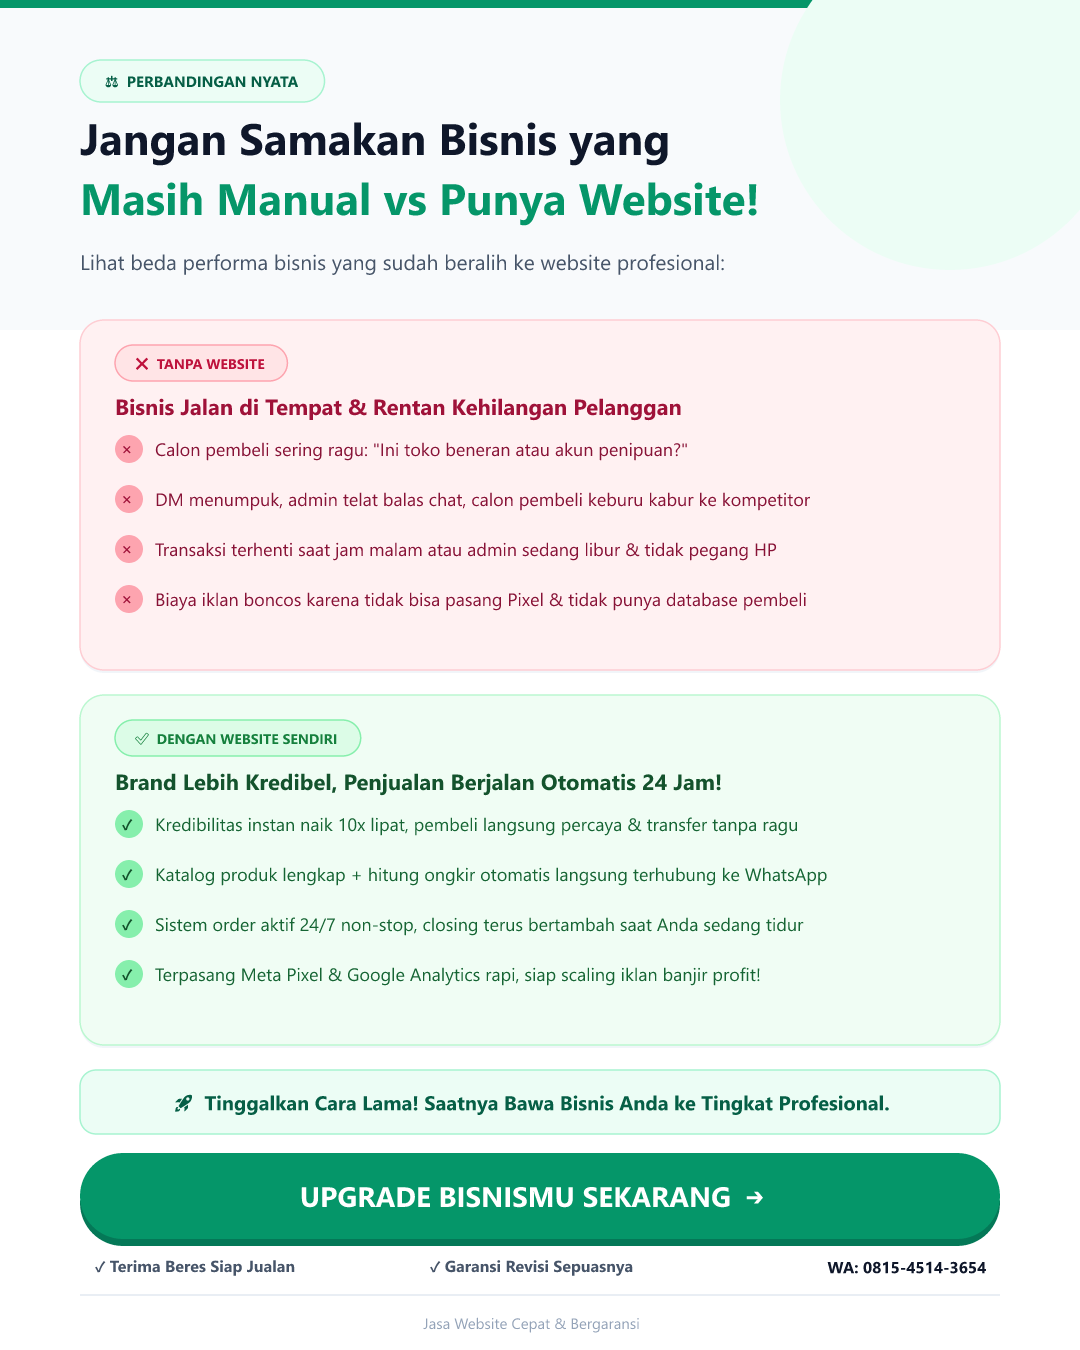 ⚖ PERBANDINGAN NYATA
Jangan Samakan Bisnis yang
Masih Manual vs Punya Website!
Lihat beda performa bisnis yang sudah beralih ke website profesional:
❌ TANPA WEBSITE
Bisnis Jalan di Tempat & Rentan Kehilangan Pelanggan
✕ Calon pembeli sering ragu: "Ini toko beneran atau akun penipuan?"
✕ DM menumpuk, admin telat balas chat, calon pembeli keburu kabur ke kompetitor
✕ Transaksi terhenti saat jam malam atau admin sedang libur & tidak pegang HP
✕ Biaya iklan boncos karena tidak bisa pasang Pixel & tidak punya database pembeli
✅ DENGAN WEBSITE SENDIRI
Brand Lebih Kredibel, Penjualan Berjalan Otomatis 24 Jam!
✓ Kredibilitas instan naik 10x lipat, pembeli langsung percaya & transfer tanpa ragu
✓ Katalog produk lengkap + hitung ongkir otomatis langsung terhubung ke WhatsApp
✓ Sistem order aktif 24/7 non-stop, closing terus bertambah saat Anda sedang tidur
✓ Terpasang Meta Pixel & Google Analytics rapi, siap scaling iklan banjir profit!
🚀 Tinggalkan Cara Lama! Saatnya Bawa Bisnis Anda ke Tingkat Profesional.
UPGRADE BISNISMU SEKARANG ➔
✓ Terima Beres Siap Jualan ✓ Garansi Revisi Sepuasnya WA: 0815-4514-3654
Jasa Website Cepat & Bergaransi